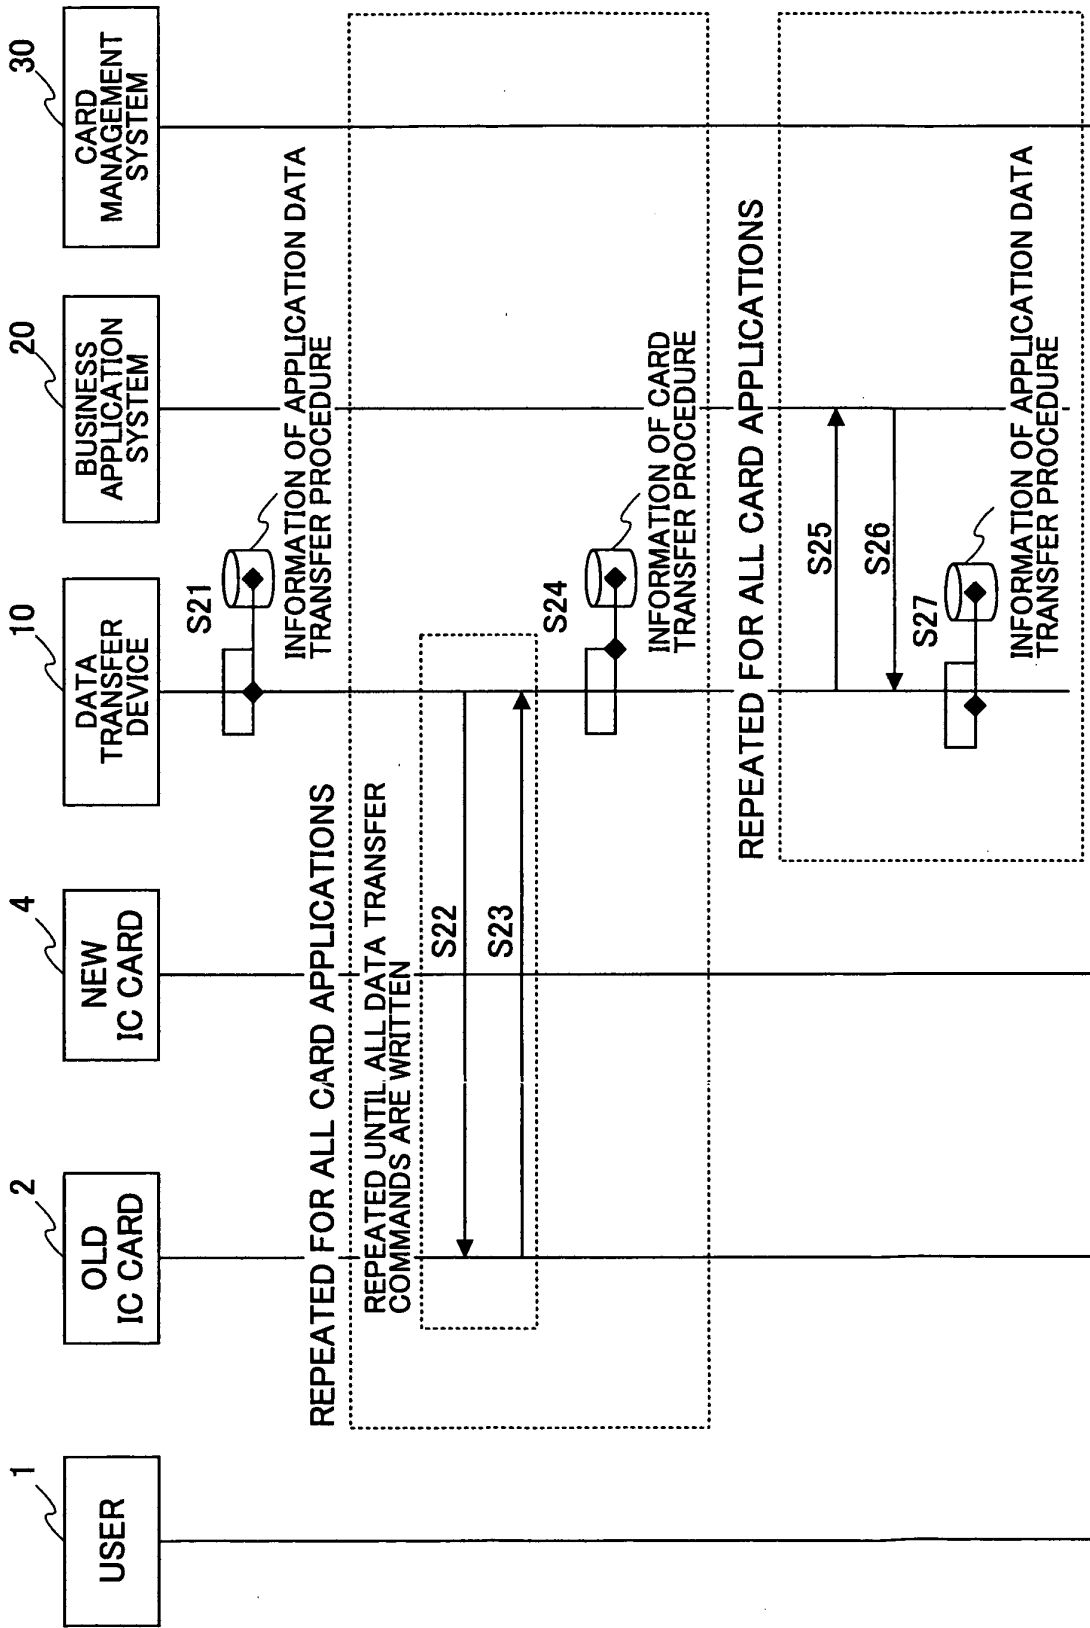 1
USER
2
OLD
IC CARD
4
NEW
IC CARD
10
DATA
TRANSFER
DEVICE
20
BUSINESS
APPLICATION
SYSTEM
30
CARD
MANAGEMENT
SYSTEM
S21
INFORMATION OF APPLICATION DATA
TRANSFER PROCEDURE
REPEATED FOR ALL CARD APPLICATIONS
REPEATED UNTIL ALL DATA TRANSFER
COMMANDS ARE WRITTEN
S22
S23
S24
INFORMATION OF CARD
TRANSFER PROCEDURE
REPEATED FOR ALL CARD APPLICATIONS
S25
S26
S27
INFORMATION OF APPLICATION DATA
TRANSFER PROCEDURE